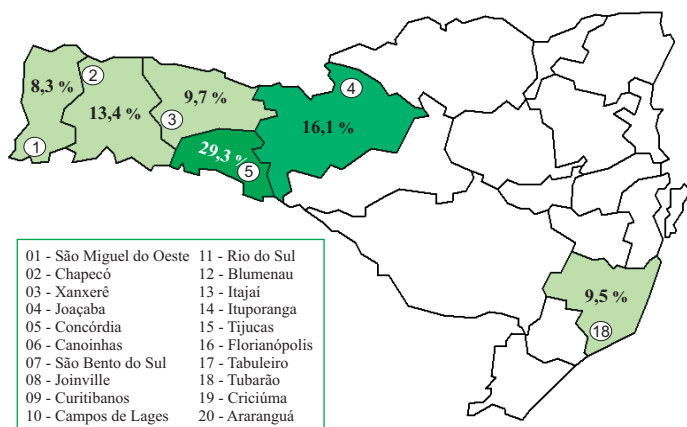 8,3 %
2
13,4 %
9,7 %
4
3
16,1 %
1
29,3 %
5
9,5 %
18
01 - São Miguel do Oeste 11 - Rio do Sul
02 - Chapecó 12 - Blumenau
03 - Xanxerê 13 - Itajaí
04 - Joaçaba 14 - Ituporanga
05 - Concórdia 15 - Tijucas
06 - Canoinhas 16 - Florianópolis
07 - São Bento do Sul 17 - Tabuleiro
08 - Joinville 18 - Tubarão
09 - Curitibanos 19 - Criciúma
10 - Campos de Lages 20 - Araranguá